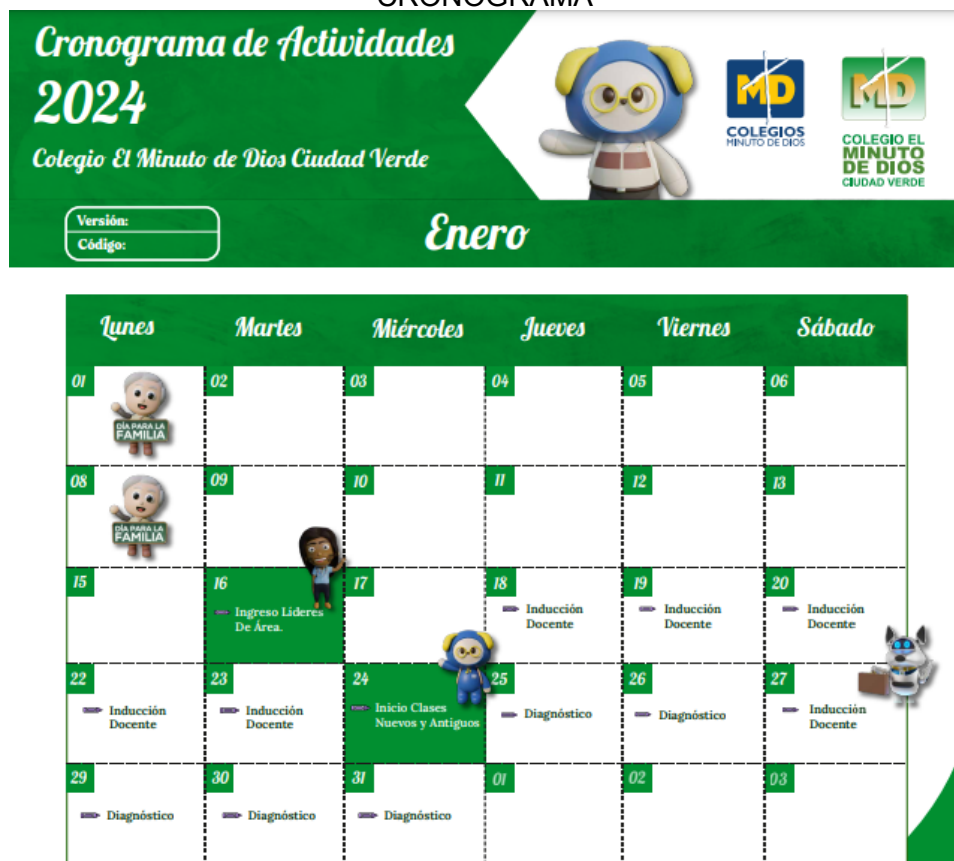 CRONOGRAMA
Cronograma de Actividades
2024
Colegio El Minuto de Dios Ciudad Verde
MD
COLEGIOS
MINUTO DE DIOS
MD
COLEGIO EL
MINUTO
DE DIOS
CIUDAD VERDE
Versión:
Código:
Enero
Lunes Martes Miércoles Jueves Viernes Sábado
01 02 03 04 05 06
DÍA PARA LA
FAMILIA
08 09 10 11 12 13
DÍA PARA LA
FAMILIA
15 16 17 18 19 20
Ingreso Lideres Inducción Inducción Inducción
De Área. Docente Docente Docente
22 23 24 25 26 27
Inducción Inducción Inicio Clases Diagnóstico Diagnóstico Inducción
Docente Docente Nuevos y Antiguos Docente
29 30 31 01 02 03
Diagnóstico Diagnóstico Diagnóstico